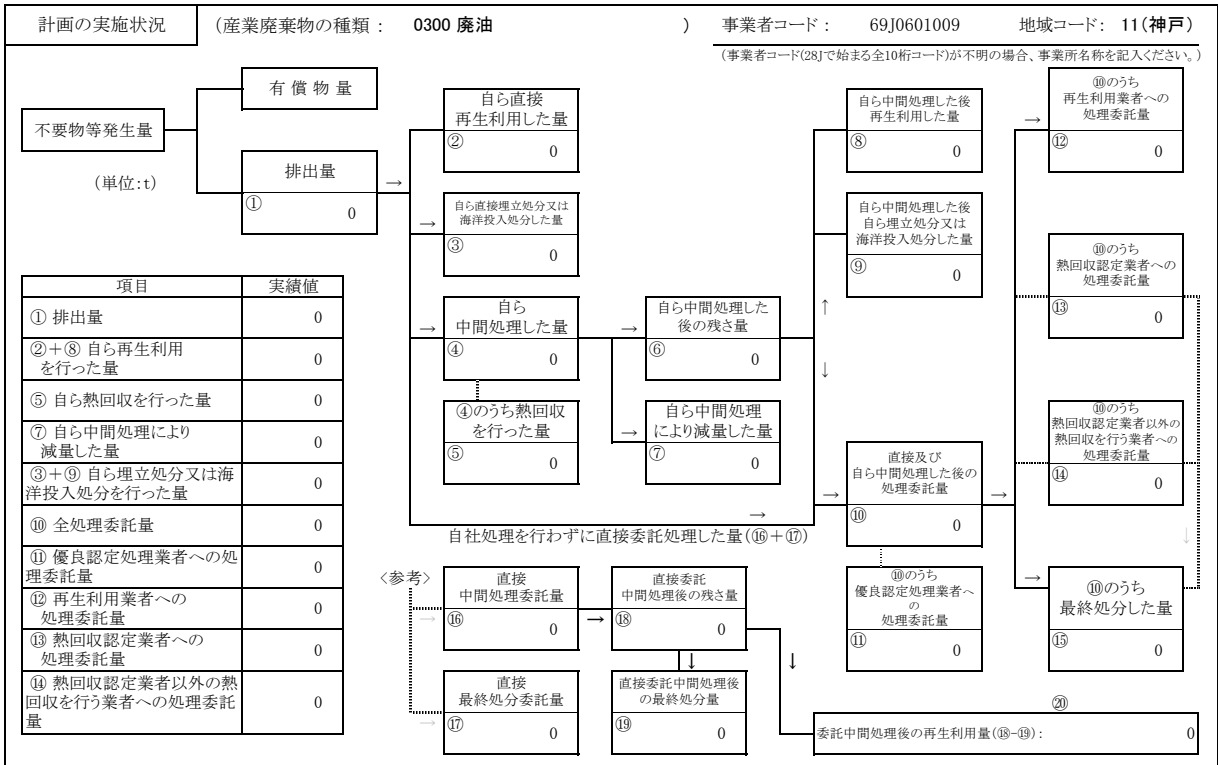 計画の実施状況 (産業廃棄物の種類： 0300 廃油 ) 事業者コード： 69J0601009 地域コード： 11(神戸)
(事業者コード(28Jで始まる全10桁コード)が不明の場合、事業所名称を記入ください。)
不要物等発生量
(単位:t)
有 償 物 量
排出量
→
①
0
自ら直接
再生利用した量
②
0
→
自ら直接埋立処分又は
海洋投入処分した量
③
0
→
自ら
中間処理した量
④
0
④のうち熱回収
を行った量
⑤
0
→
自ら中間処理した
後の残さ量
⑥
0
→
自ら中間処理
により減量した量
⑦
0
自ら中間処理した後
再生利用した量
⑧
0
自ら中間処理した後
自ら埋立処分又は
海洋投入処分した量
⑨
0
↑
↓
→
直接及び
自ら中間処理した後の
処理委託量
⑩
0
→
⑩のうち
優良認定処理業者へ
の
処理委託量
⑪
0
→
⑩のうち
再生利用業者への
処理委託量
⑫
0
⑩のうち
熱回収認定業者への
処理委託量
⑬
0
⑩のうち
熱回収認定業者以外の
熱回収を行う業者への
処理委託量
⑭
0
↓
→
⑩のうち
最終処分した量
⑮
0
→
自社処理を行わずに直接委託処理した量(⑯+⑰)
〈参考〉
→
直接
中間処理委託量
⑯
0
→
直接委託
中間処理後の残さ量
⑱
0
→
直接
最終処分委託量
⑰
0
↓
直接委託中間処理後
の最終処分量
⑲
0
↓
⑳
委託中間処理後の再生利用量(⑱-⑲)： 0
項目 実績値
① 排出量 0
②+⑧ 自ら再生利用
を行った量 0
⑤ 自ら熱回収を行った量 0
⑦ 自ら中間処理により
減量した量 0
③+⑨ 自ら埋立処分又は海
洋投入処分を行った量 0
⑩ 全処理委託量 0
⑪ 優良認定処理業者への処
理委託量 0
⑫ 再生利用業者への
処理委託量 0
⑬ 熱回収認定業者への
処理委託量 0
⑭ 熱回収認定業者以外の熱
回収を行う業者への処理委託
量 0